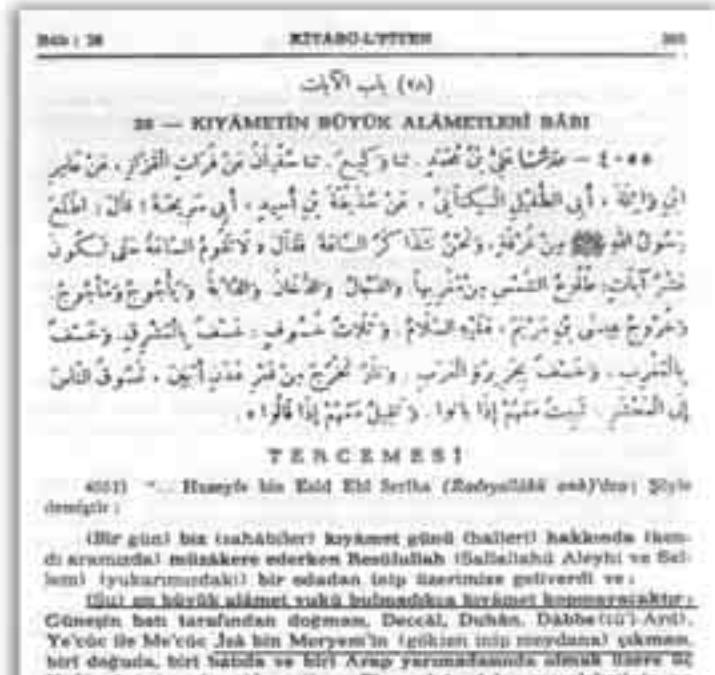 Bâb : 28 KİTÂBÜ-L'FİTEN
(٢٨) باب الآيات
28 — KIYÂMETİN BÜYÜK ALÂMETLERİ BÂBI
٤٠٥٥ — حدثنا علي بن محمد . ثنا وكيع . ثنا سفيان عن فرات القزاز ، عن عامر
ابن واثلة ، أبي الطفيل الكناني ، عن حذيفة بن أسيد ، أبي سريحة ؛ قال : اطلع
رسول الله ﷺ من غرفة ، ونحن نتذاكر الساعة فقال « لا تقوم الساعة حتى تكون
عشر آيات : طلوع الشمس من مغربها والدجال والدخان والدابة ويأجوج ومأجوج .
وخروج عيسى بن مريم ، عليه السلام . وثلاث خسوف : خسف بالمشرق وخسف
بالمغرب . وخسف بجزيرة العرب . ونار تخرج من قعر عدن أبين ، تسوق الناس
إلى المحشر . تبيت معهم إذا باتوا . وتقيل معهم إذا قالوا » .
TERCEMESİ
4055) "... Huzeyfe bin Esîd Ebî Serîha (Radıyallâhü anh)'den; Şöyle
demiştir :
(Bir gün) biz (sahâbîler) kıyâmet günü (halleri) hakkında (ken-
di aramızda) müzâkere ederken Resûlullah (Sallallahü Aleyhi ve Sel-
lem) (yukarımızdaki) bir odadan inip üzerimize geliverdi ve :
(Şu) on büyük alâmet vukû bulmadıkça kıyâmet kopmayacaktır :
Güneşin batı tarafından doğması, Deccâl, Duhân, Dâbbe(tü'l-Ard),
Ye'cüc ile Me'cüc, İsâ bin Meryem'in (gökten inip meydana) çıkması,
biri doğuda, biri batıda ve biri Arap yarımadasında olmak üzere üç